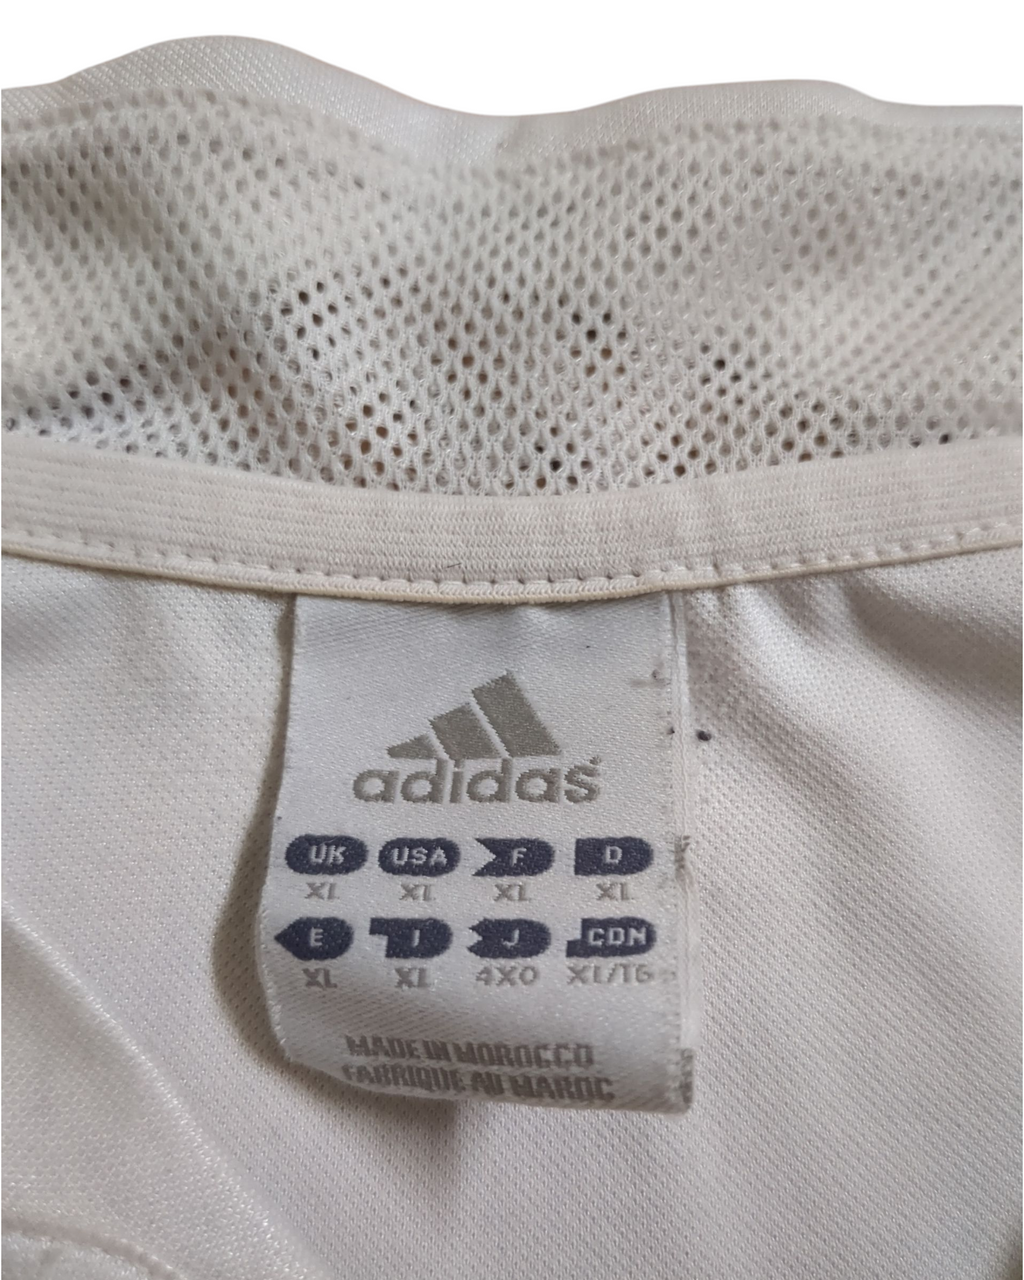 adidas
UK USA F D
XL XL XL XL
E I J CDN
XL XL 4XO XL/TG
MADE IN MOROCCO
FABRIQUE AU MAROC